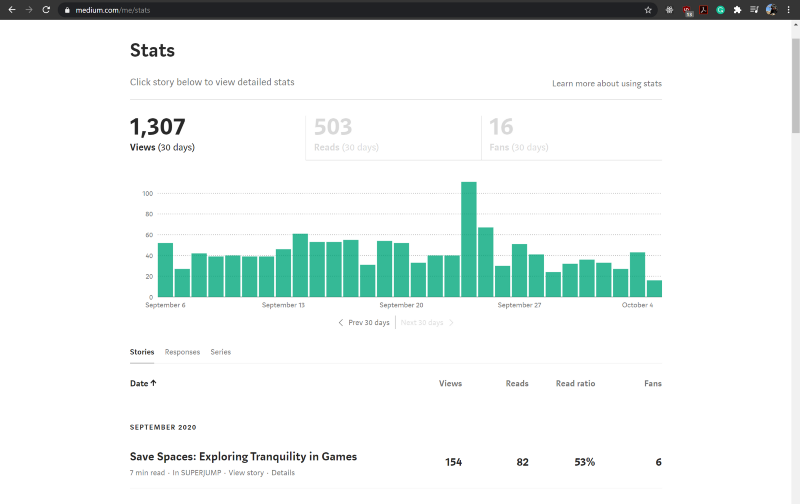 medium.com/me/stats
Stats
Click story below to view detailed stats
Learn more about using stats
1,307 503 16
Views (30 days) Reads (30 days) Fans (30 days)
100
80
60
40
20
0
September 6 September 13 September 20 September 27 October 4
Prev 30 days Next 30 days
Stories Responses Series
Date ↑ Views Reads Read ratio Fans
SEPTEMBER 2020
Save Spaces: Exploring Tranquility in Games 154 82 53% 6
7 min read · In SUPERJUMP · View story · Details